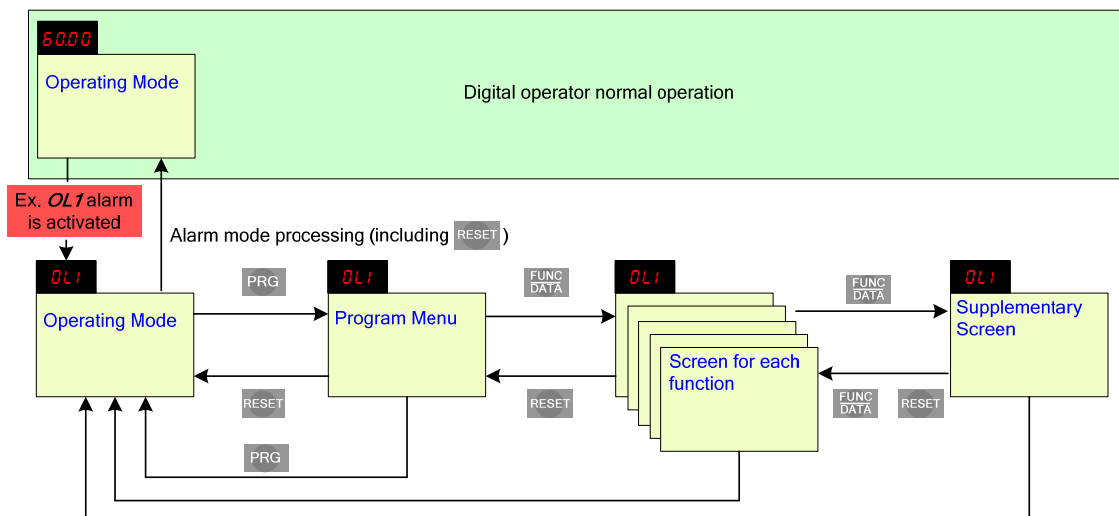 60.00
Operating Mode
Digital operator normal operation
Ex. OL1 alarm
is activated
Alarm mode processing (including RESET )
OL1
Operating Mode
PRG
OL1
Program Menu
FUNC
DATA
OL1
Screen for each
function
FUNC
DATA
OL1
Supplementary
Screen
RESET
RESET
FUNC
DATA
RESET
PRG